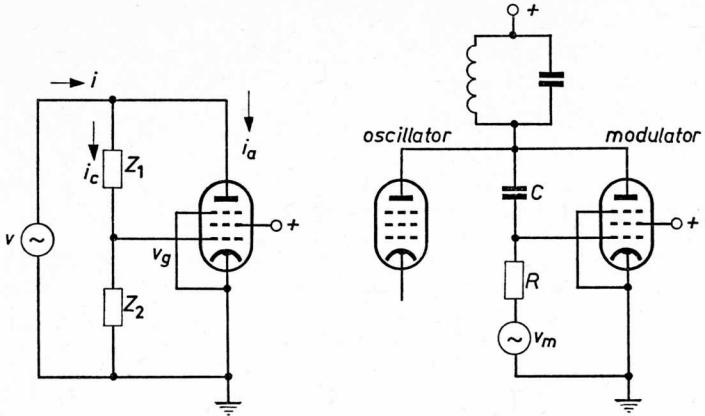 i
i_c
Z_1
i_a
v
~
v_g
+
Z_2
+
oscillator
modulator
C
+
R
~
v_m